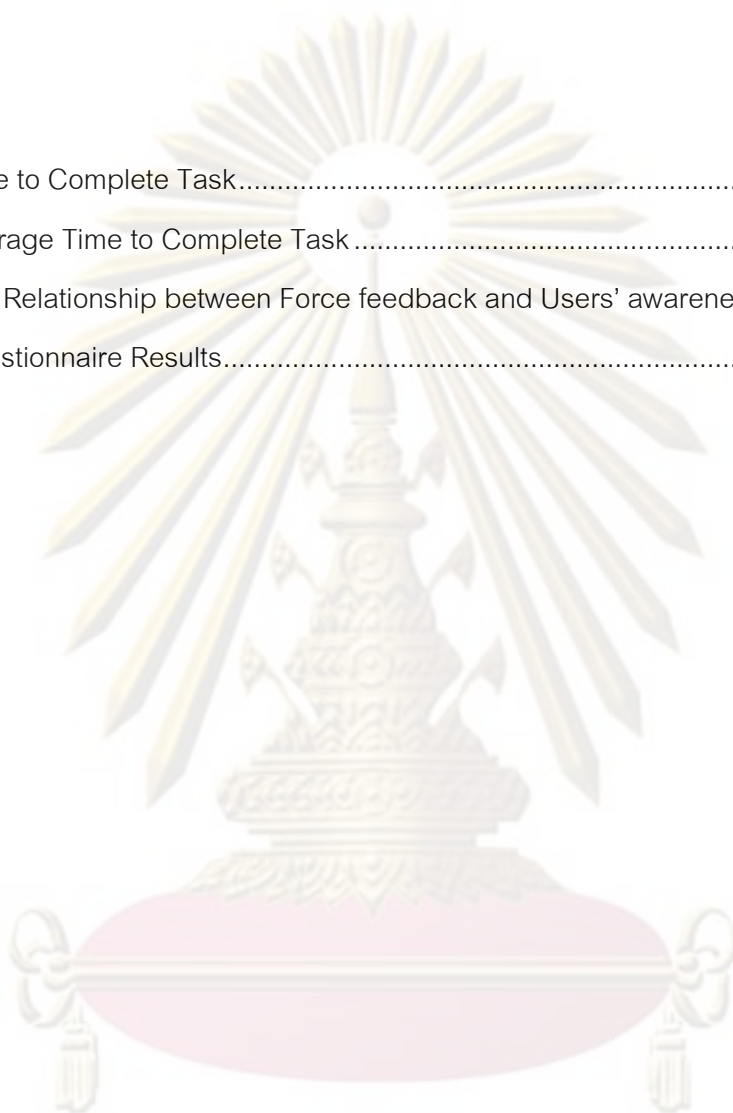 e to Complete Task................................................................
rage Time to Complete Task ................................................
Relationship between Force feedback and Users' awarene
stionnaire Results.................................................................